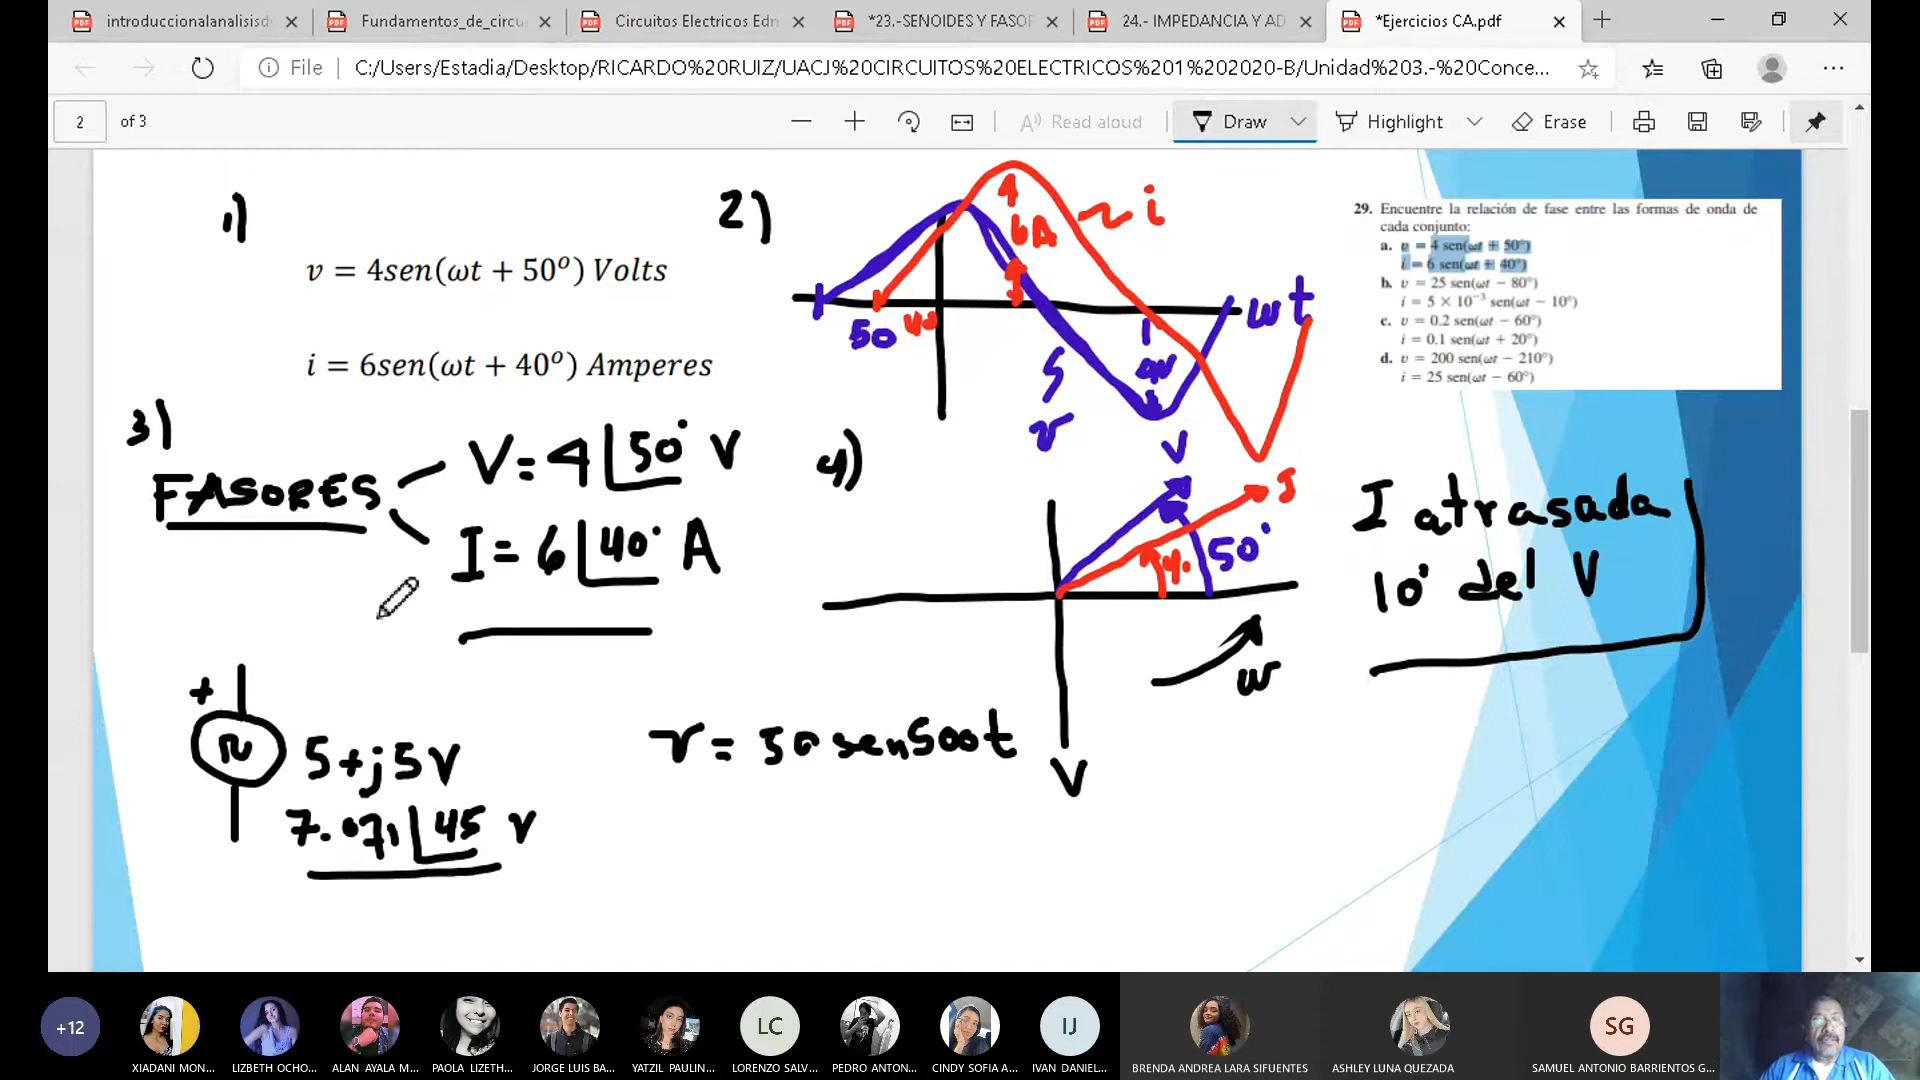 introduccionalanalisisd
Fundamentos_de_circu
Circuitos Electricos Edm
*23.-SENOIDES Y FASOR
24.- IMPEDANCIA Y AD
*Ejercicios CA.pdf
File
C:/Users/Estadia/Desktop/RICARDO%20RUIZ/UACJ%20CIRCUITOS%20ELECTRICOS%201%202020-B/Unidad%203.-%20Conce...
2 of 3
Read aloud
Draw
Highlight
Erase
1)
v = 4sen(ωt + 50°) Volts
i = 6sen(ωt + 40°) Amperes
2)
i
6A
50
40
4V
v
wt
29. Encuentre la relación de fase entre las formas de onda de
cada conjunto:
a. v = 4 sen(ωt + 50°)
i = 6 sen(ωt + 40°)
b. v = 25 sen(ωt − 80°)
i = 5 × 10⁻³ sen(ωt − 10°)
c. v = 0.2 sen(ωt − 60°)
i = 0.1 sen(ωt + 20°)
d. v = 200 sen(ωt − 210°)
i = 25 sen(ωt − 60°)
3)
FASORES
V = 4∠50° V
I = 6∠40° A
4)
V
I
40
50°
w
I atrasada
10° del V
+
5+j5V
7.071∠45 V
v = 50 sen500t
V
+12
XIADANI MON...
LIZBETH OCHO...
ALAN AYALA M...
PAOLA LIZETH...
JORGE LUIS BA...
YATZIL PAULIN...
LC
LORENZO SALV...
PEDRO ANTON...
CINDY SOFIA A...
IJ
IVAN DANIEL...
BRENDA ANDREA LARA SIFUENTES
ASHLEY LUNA QUEZADA
SG
SAMUEL ANTONIO BARRIENTOS G...